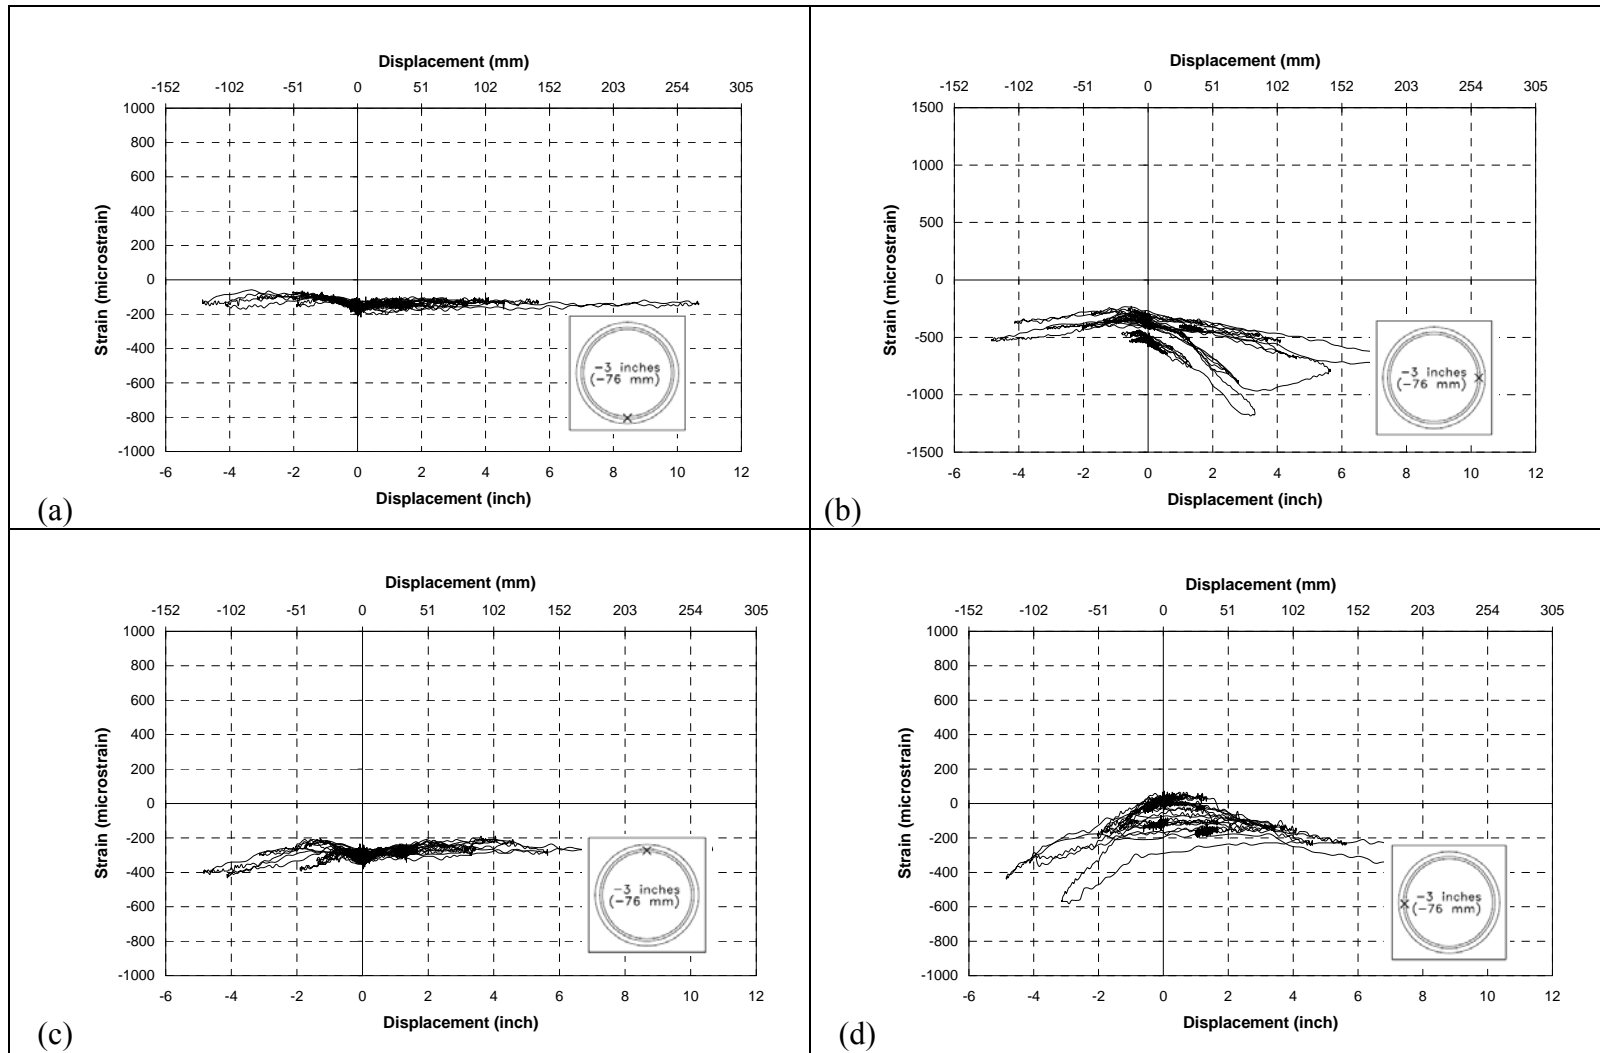 Displacement (mm)
-152 -102 -51 0 51 102 152 203 254 305
1000
800
600
400
200
0
-200
-400
-600
-800
-1000
Strain (microstrain)
-3 inches
(-76 mm)
-6 -4 -2 0 2 4 6 8 10 12
Displacement (inch)
(a)
Displacement (mm)
-152 -102 -51 0 51 102 152 203 254 305
1500
1000
500
0
-500
-1000
-1500
Strain (microstrain)
-3 inches
(-76 mm)
-6 -4 -2 0 2 4 6 8 10 12
Displacement (inch)
(b)
Displacement (mm)
-152 -102 -51 0 51 102 152 203 254 305
1000
800
600
400
200
0
-200
-400
-600
-800
-1000
Strain (microstrain)
-3 inches
(-76 mm)
-6 -4 -2 0 2 4 6 8 10 12
Displacement (inch)
(c)
Displacement (mm)
-152 -102 -51 0 51 102 152 203 254 305
1000
800
600
400
200
0
-200
-400
-600
-800
-1000
Strain (microstrain)
-3 inches
(-76 mm)
-6 -4 -2 0 2 4 6 8 10 12
Displacement (inch)
(d)